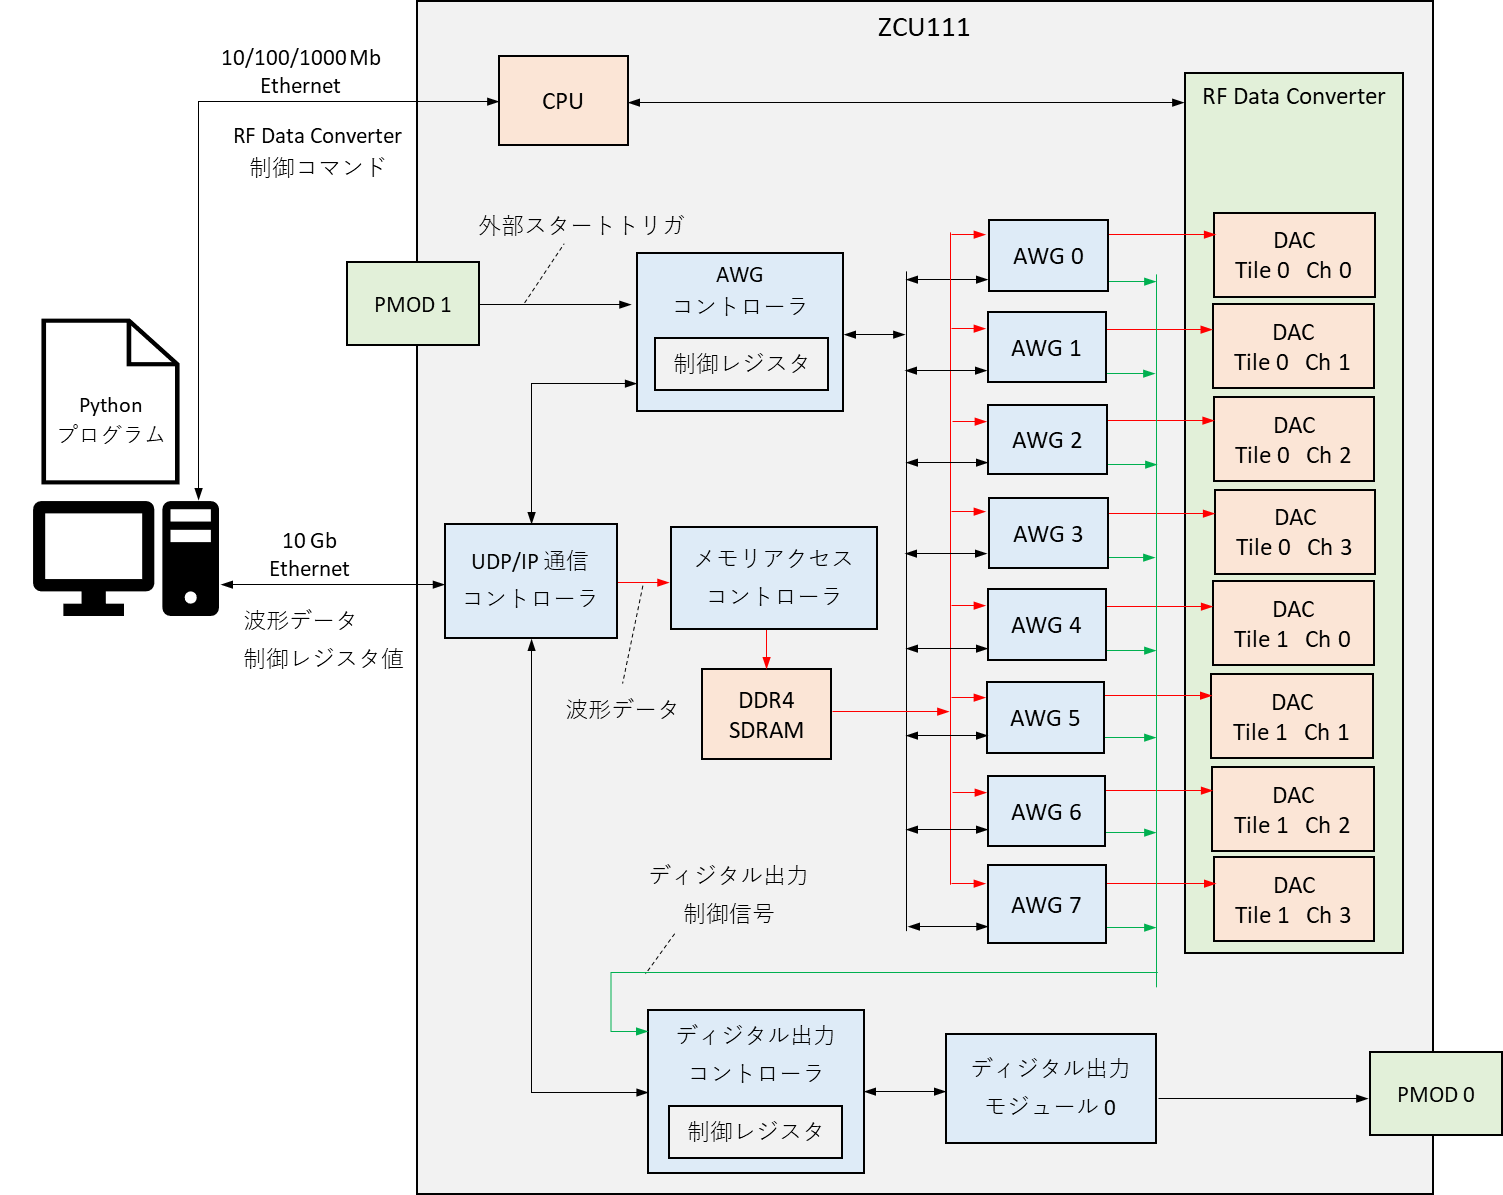 ZCU111
10/100/1000 Mb
Ethernet
CPU
RF Data Converter
RF Data Converter
制御コマンド
外部スタートトリガ
PMOD 1
AWG
コントローラ
制御レジスタ
AWG 0
DAC
Tile 0 Ch 0
AWG 1
DAC
Tile 0 Ch 1
Python
プログラム
AWG 2
DAC
Tile 0 Ch 2
AWG 3
DAC
Tile 0 Ch 3
10 Gb
Ethernet
波形データ
制御レジスタ値
UDP/IP 通信
コントローラ
メモリアクセス
コントローラ
AWG 4
DAC
Tile 1 Ch 0
波形データ
DDR4
SDRAM
AWG 5
DAC
Tile 1 Ch 1
AWG 6
DAC
Tile 1 Ch 2
ディジタル出力
制御信号
AWG 7
DAC
Tile 1 Ch 3
ディジタル出力
コントローラ
制御レジスタ
ディジタル出力
モジュール 0
PMOD 0